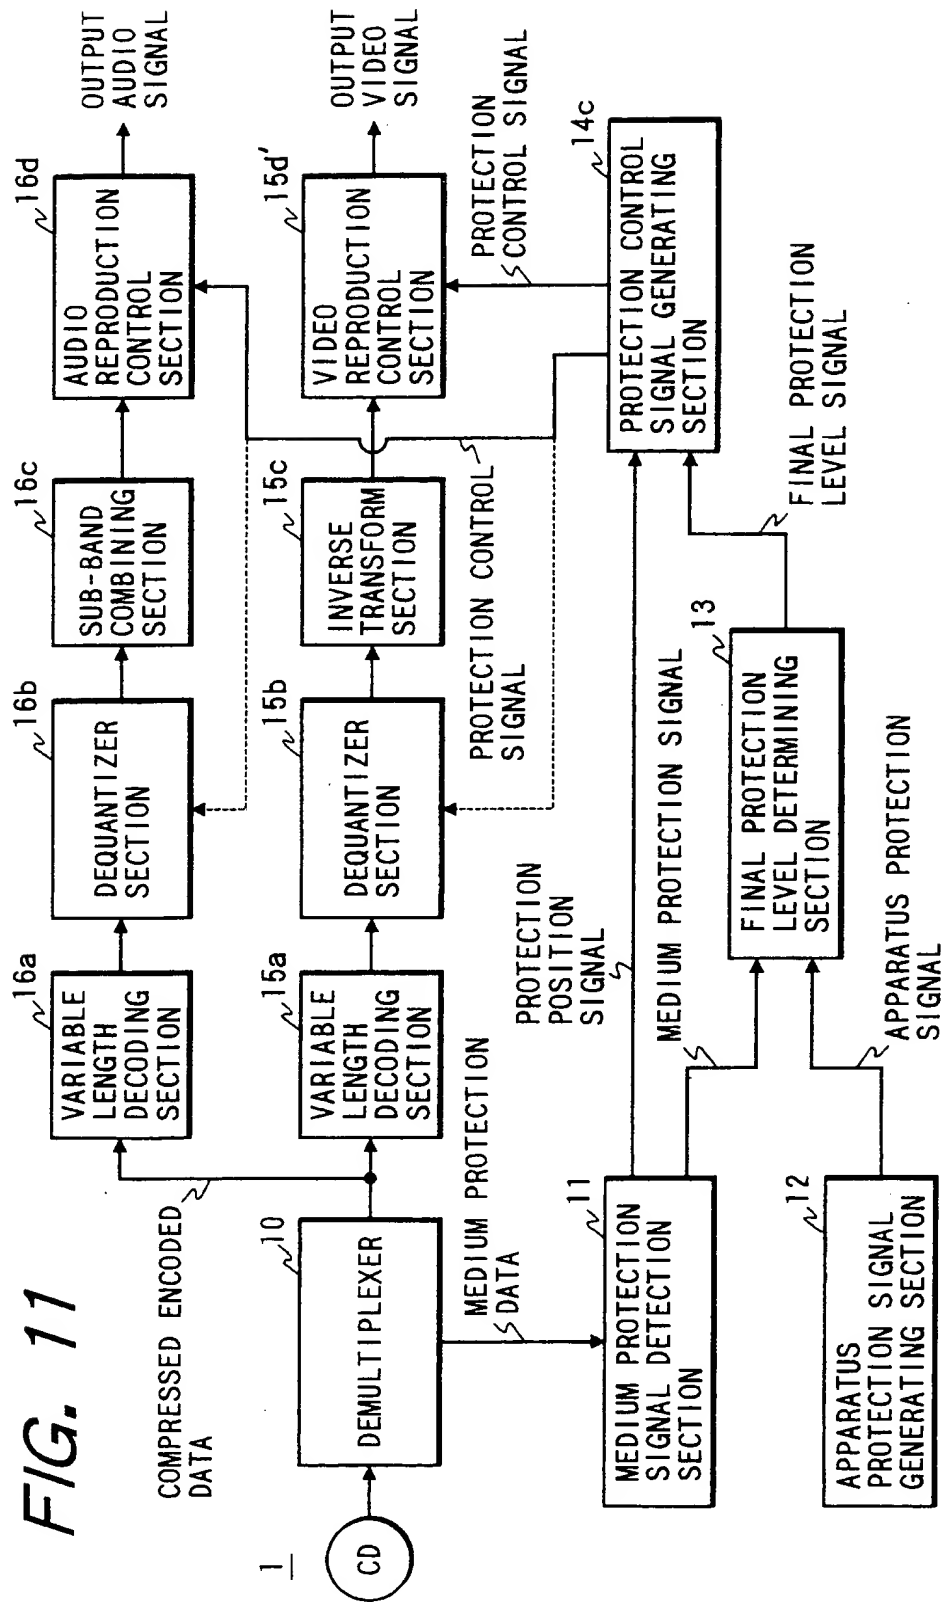 FIG. 11
1
CD
10
DEMULTIPLEXER
COMPRESSED ENCODED
DATA
MEDIUM PROTECTION
DATA
16a
VARIABLE
LENGTH
DECODING
SECTION
16b
DEQUANTIZER
SECTION
16c
SUB-BAND
COMBINING
SECTION
16d
AUDIO
REPRODUCTION
CONTROL
SECTION
OUTPUT
AUDIO
SIGNAL
15a
VARIABLE
LENGTH
DECODING
SECTION
15b
DEQUANTIZER
SECTION
15c
INVERSE
TRANSFORM
SECTION
15d'
VIDEO
REPRODUCTION
CONTROL
SECTION
OUTPUT
VIDEO
SIGNAL
PROTECTION CONTROL
SIGNAL
PROTECTION
CONTROL SIGNAL
11
MEDIUM PROTECTION
SIGNAL DETECTION
SECTION
PROTECTION
POSITION
SIGNAL
MEDIUM PROTECTION SIGNAL
12
APPARATUS
PROTECTION SIGNAL
GENERATING SECTION
APPARATUS PROTECTION
SIGNAL
13
FINAL PROTECTION
LEVEL DETERMINING
SECTION
FINAL PROTECTION
LEVEL SIGNAL
14c
PROTECTION CONTROL
SIGNAL GENERATING
SECTION